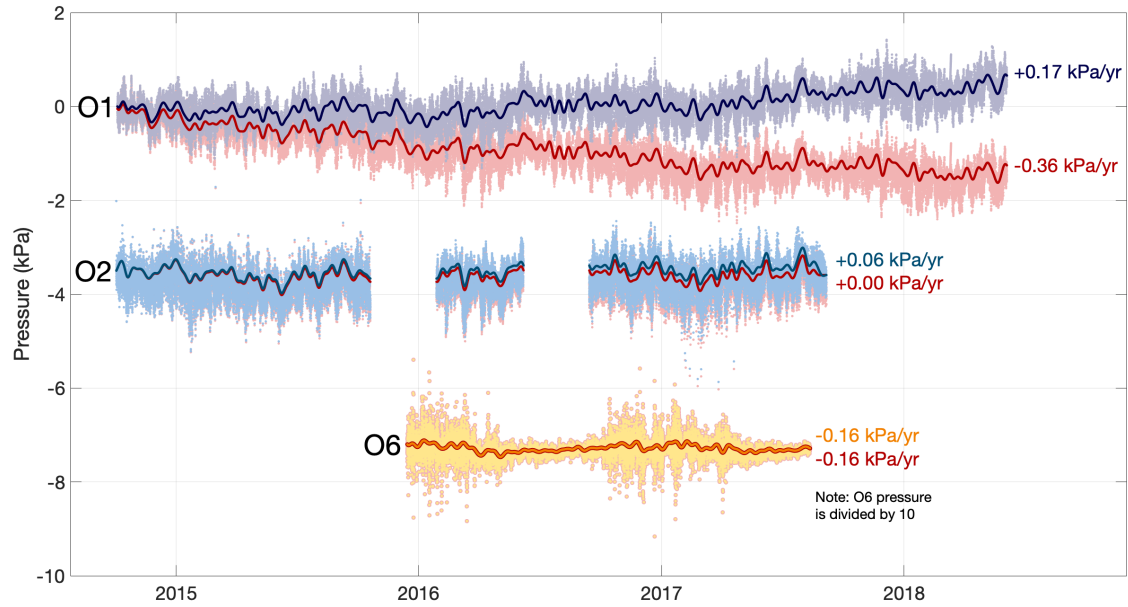 2
0
-2
-4
-6
-8
-10
Pressure (kPa)
2015
2016
2017
2018
O1
+0.17 kPa/yr
-0.36 kPa/yr
O2
+0.06 kPa/yr
+0.00 kPa/yr
O6
-0.16 kPa/yr
-0.16 kPa/yr
Note: O6 pressure
is divided by 10